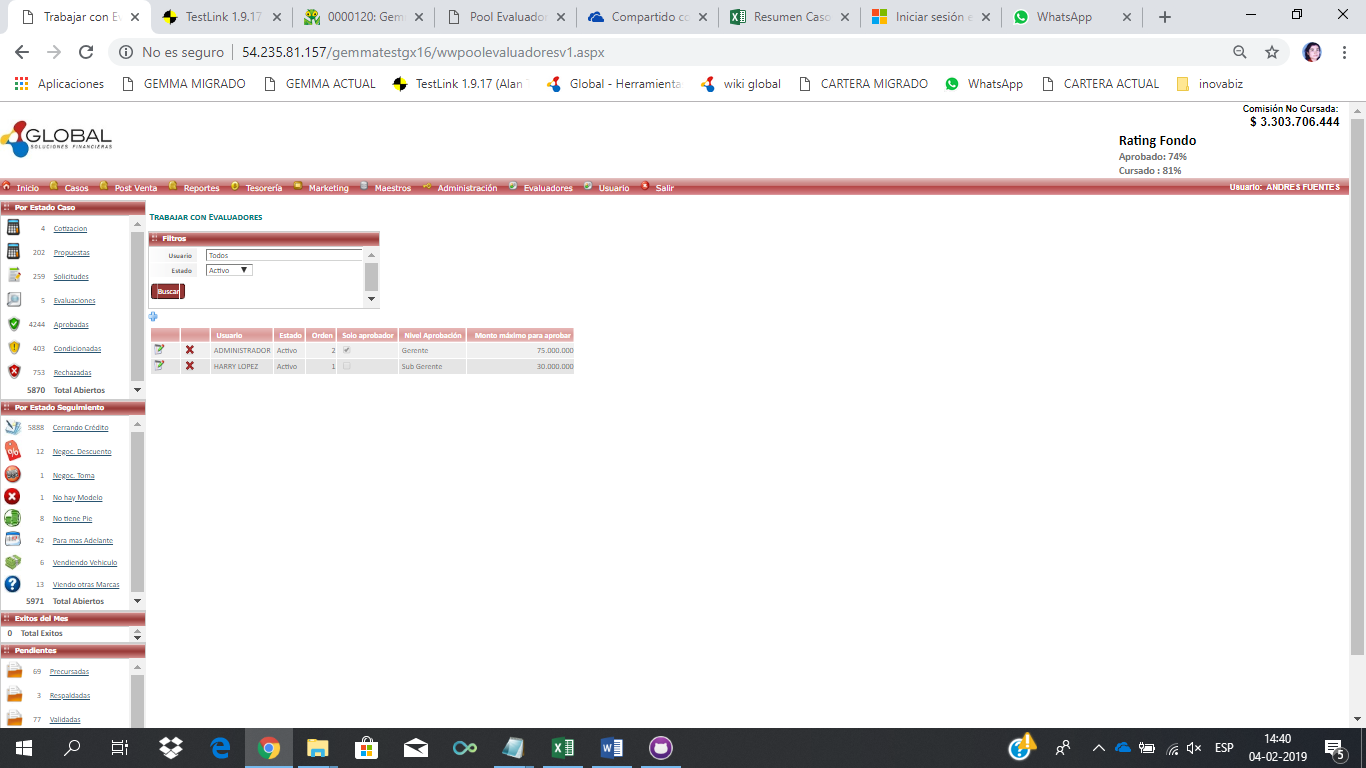 Trabajar con E
TestLink 1.9.17
0000120: Gem
Pool Evaluador
Compartido co
Resumen Caso
Iniciar sesión e
WhatsApp
No es seguro
54.235.81.157/gemmatestgx16/wwpoolevaluadoresv1.aspx
Aplicaciones
GEMMA MIGRADO
GEMMA ACTUAL
TestLink 1.9.17 (Alan
Global - Herramienta
wiki global
CARTERA MIGRADO
WhatsApp
CARTERA ACTUAL
inovabiz
Comisión No Cursada:
$ 3.303.706.444
GLOBAL
SOLUCIONES FINANCIERAS
Rating Fondo
Aprobado: 74%
Cursado : 81%
Inicio Casos Post Venta Reportes Tesorería Marketing Maestros Administración Evaluadores Usuario Salir
Usuario: ANDRES FUENTES
Por Estado Caso
4 Cotizacion
202 Propuestas
259 Solicitudes
5 Evaluaciones
4244 Aprobadas
403 Condicionadas
753 Rechazadas
5870 Total Abiertos
Por Estado Seguimiento
5888 Cerrando Crédito
12 Negoc. Descuento
1 Negoc. Toma
1 No hay Modelo
8 No tiene Pie
42 Para mas Adelante
6 Vendiendo Vehiculo
13 Viendo otras Marcas
5971 Total Abiertos
Exitos del Mes
0 Total Exitos
Pendientes
69 Precursadas
3 Respaldadas
77 Validadas
TRABAJAR CON EVALUADORES
Filtros
Usuario Todos
Estado Activo
Buscar
Usuario Estado Orden Solo aprobador Nivel Aprobación Monto máximo para aprobar
ADMINISTRADOR Activo 2 Gerente 75.000.000
HARRY LOPEZ Activo 1 Sub Gerente 30.000.000
ESP
14:40
04-02-2019
5